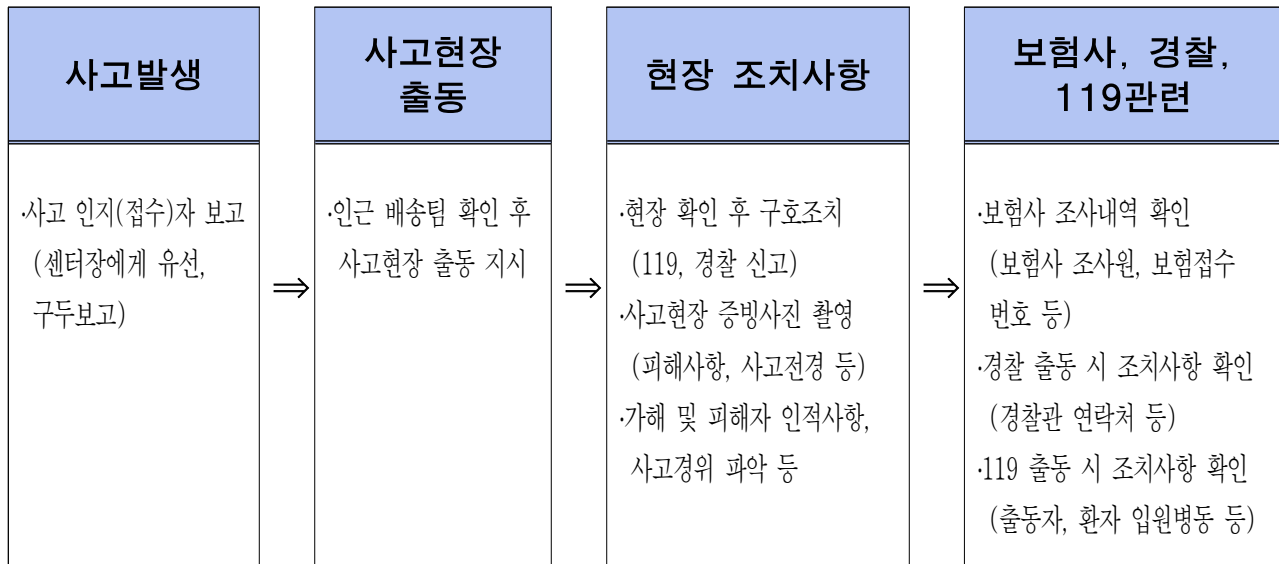 사고발생
·사고 인지(접수)자 보고
(센터장에게 유선,
구두보고)
⇒
사고현장
출동
·인근 배송팀 확인 후
사고현장 출동 지시
⇒
현장 조치사항
·현장 확인 후 구호조치
(119, 경찰 신고)
·사고현장 증빙사진 촬영
(피해사항, 사고전경 등)
·가해 및 피해자 인적사항,
사고경위 파악 등
⇒
보험사, 경찰,
119관련
·보험사 조사내역 확인
(보험사 조사원, 보험접수
번호 등)
·경찰 출동 시 조치사항 확인
(경찰관 연락처 등)
·119 출동 시 조치사항 확인
(출동자, 환자 입원병동 등)